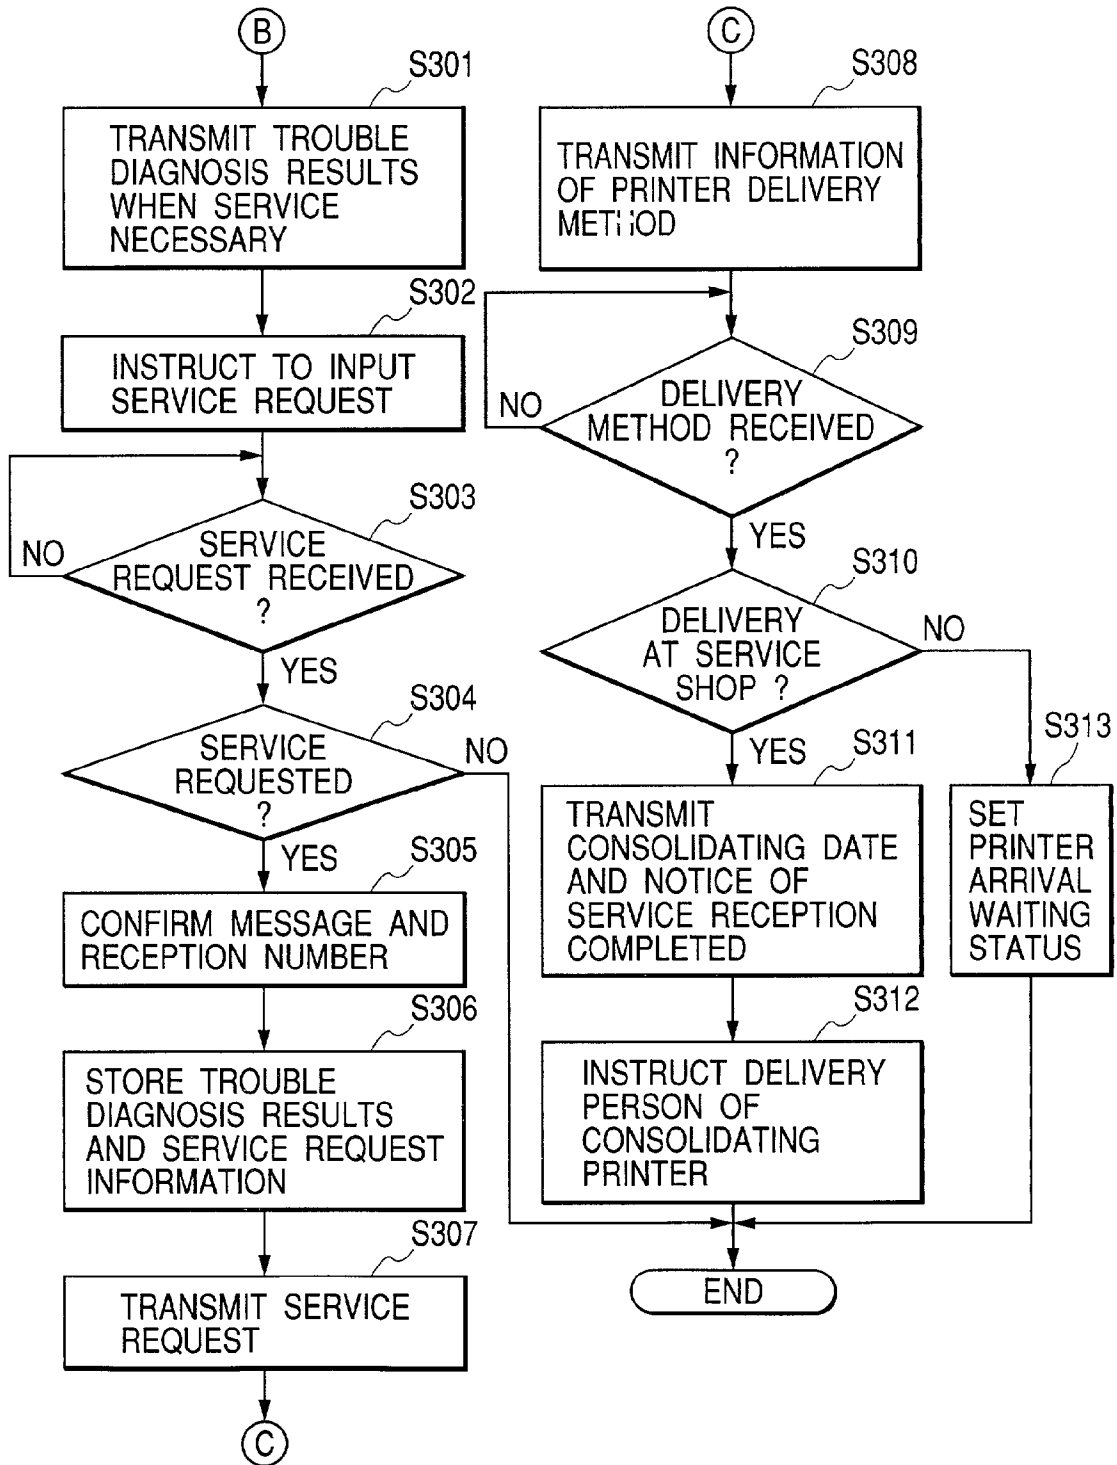 B
S301
TRANSMIT TROUBLE
DIAGNOSIS RESULTS
WHEN SERVICE
NECESSARY
S302
INSTRUCT TO INPUT
SERVICE REQUEST
S303
NO
SERVICE
REQUEST RECEIVED
?
YES
S304
SERVICE
REQUESTED
?
NO
YES
S305
CONFIRM MESSAGE AND
RECEPTION NUMBER
S306
STORE TROUBLE
DIAGNOSIS RESULTS
AND SERVICE REQUEST
INFORMATION
S307
TRANSMIT SERVICE
REQUEST
C
C
S308
TRANSMIT INFORMATION
OF PRINTER DELIVERY
METHOD
S309
NO
DELIVERY
METHOD RECEIVED
?
YES
S310
DELIVERY
AT SERVICE
SHOP ?
NO
YES
S311
TRANSMIT
CONSOLIDATING DATE
AND NOTICE OF
SERVICE RECEPTION
COMPLETED
S313
SET
PRINTER
ARRIVAL
WAITING
STATUS
S312
INSTRUCT DELIVERY
PERSON OF
CONSOLIDATING
PRINTER
END